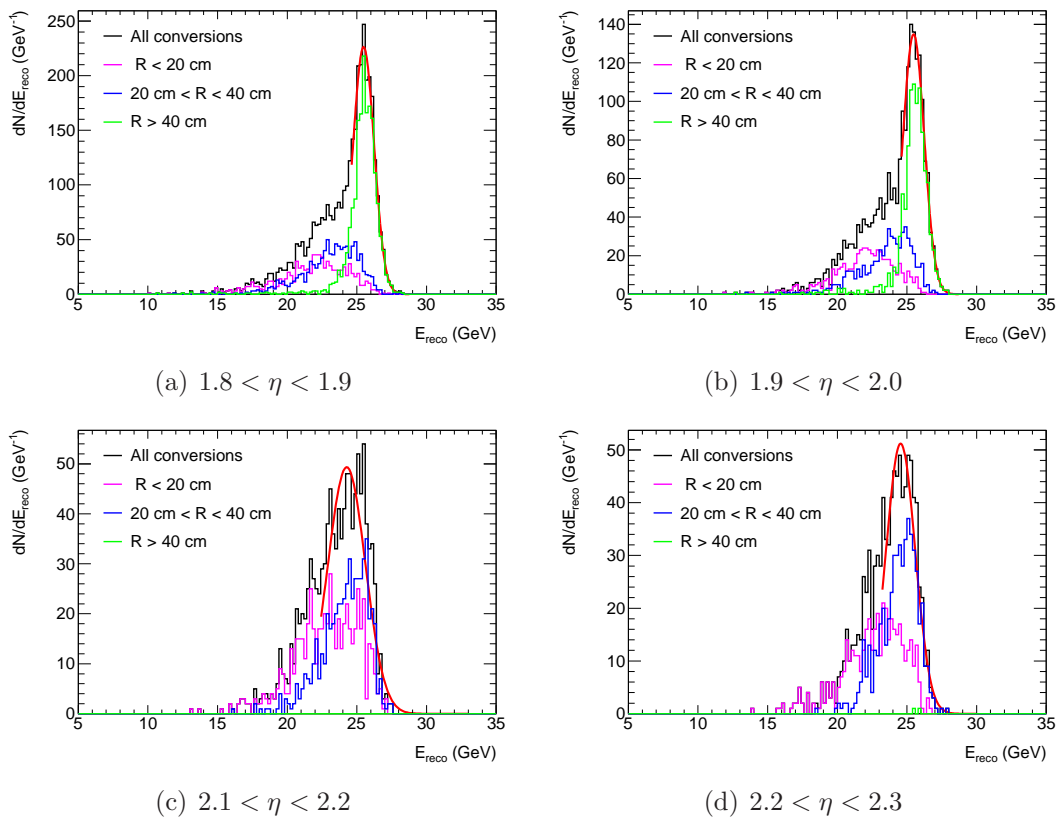 dN/dE_reco (GeV⁻¹)
250
200
150
100
50
0
All conversions
R < 20 cm
20 cm < R < 40 cm
R > 40 cm
5 10 15 20 25 30 35
E_reco (GeV)
(a) 1.8 < η < 1.9
dN/dE_reco (GeV⁻¹)
140
120
100
80
60
40
20
0
All conversions
R < 20 cm
20 cm < R < 40 cm
R > 40 cm
5 10 15 20 25 30 35
E_reco (GeV)
(b) 1.9 < η < 2.0
dN/dE_reco (GeV⁻¹)
50
40
30
20
10
0
All conversions
R < 20 cm
20 cm < R < 40 cm
R > 40 cm
5 10 15 20 25 30 35
E_reco (GeV)
(c) 2.1 < η < 2.2
dN/dE_reco (GeV⁻¹)
50
40
30
20
10
0
All conversions
R < 20 cm
20 cm < R < 40 cm
R > 40 cm
5 10 15 20 25 30 35
E_reco (GeV)
(d) 2.2 < η < 2.3